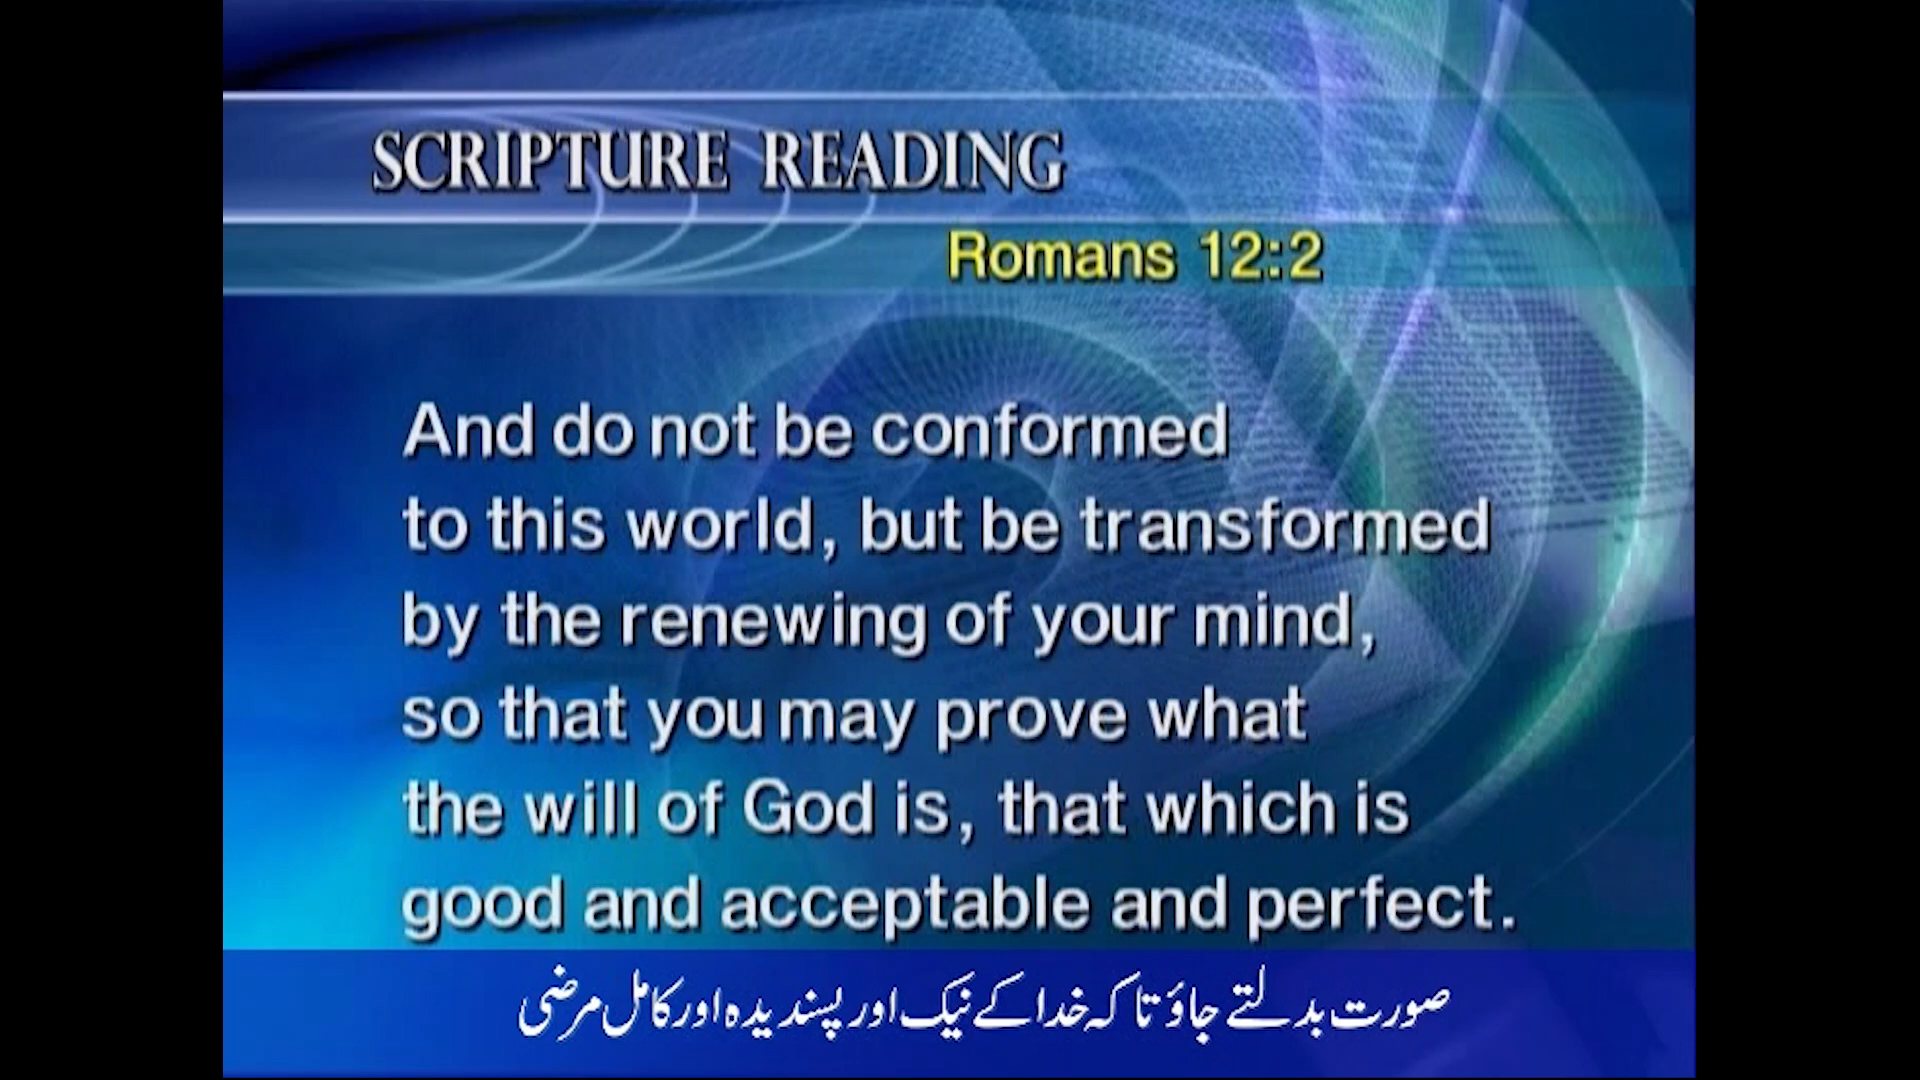 SCRIPTURE READING
Romans 12:2
And do not be conformed
to this world, but be transformed
by the renewing of your mind,
so that you may prove what
the will of God is, that which is
good and acceptable and perfect.
صورت بدلتے جاؤ تاکہ خدا کے نیک اور پسندیدہ اور کامل مرضی